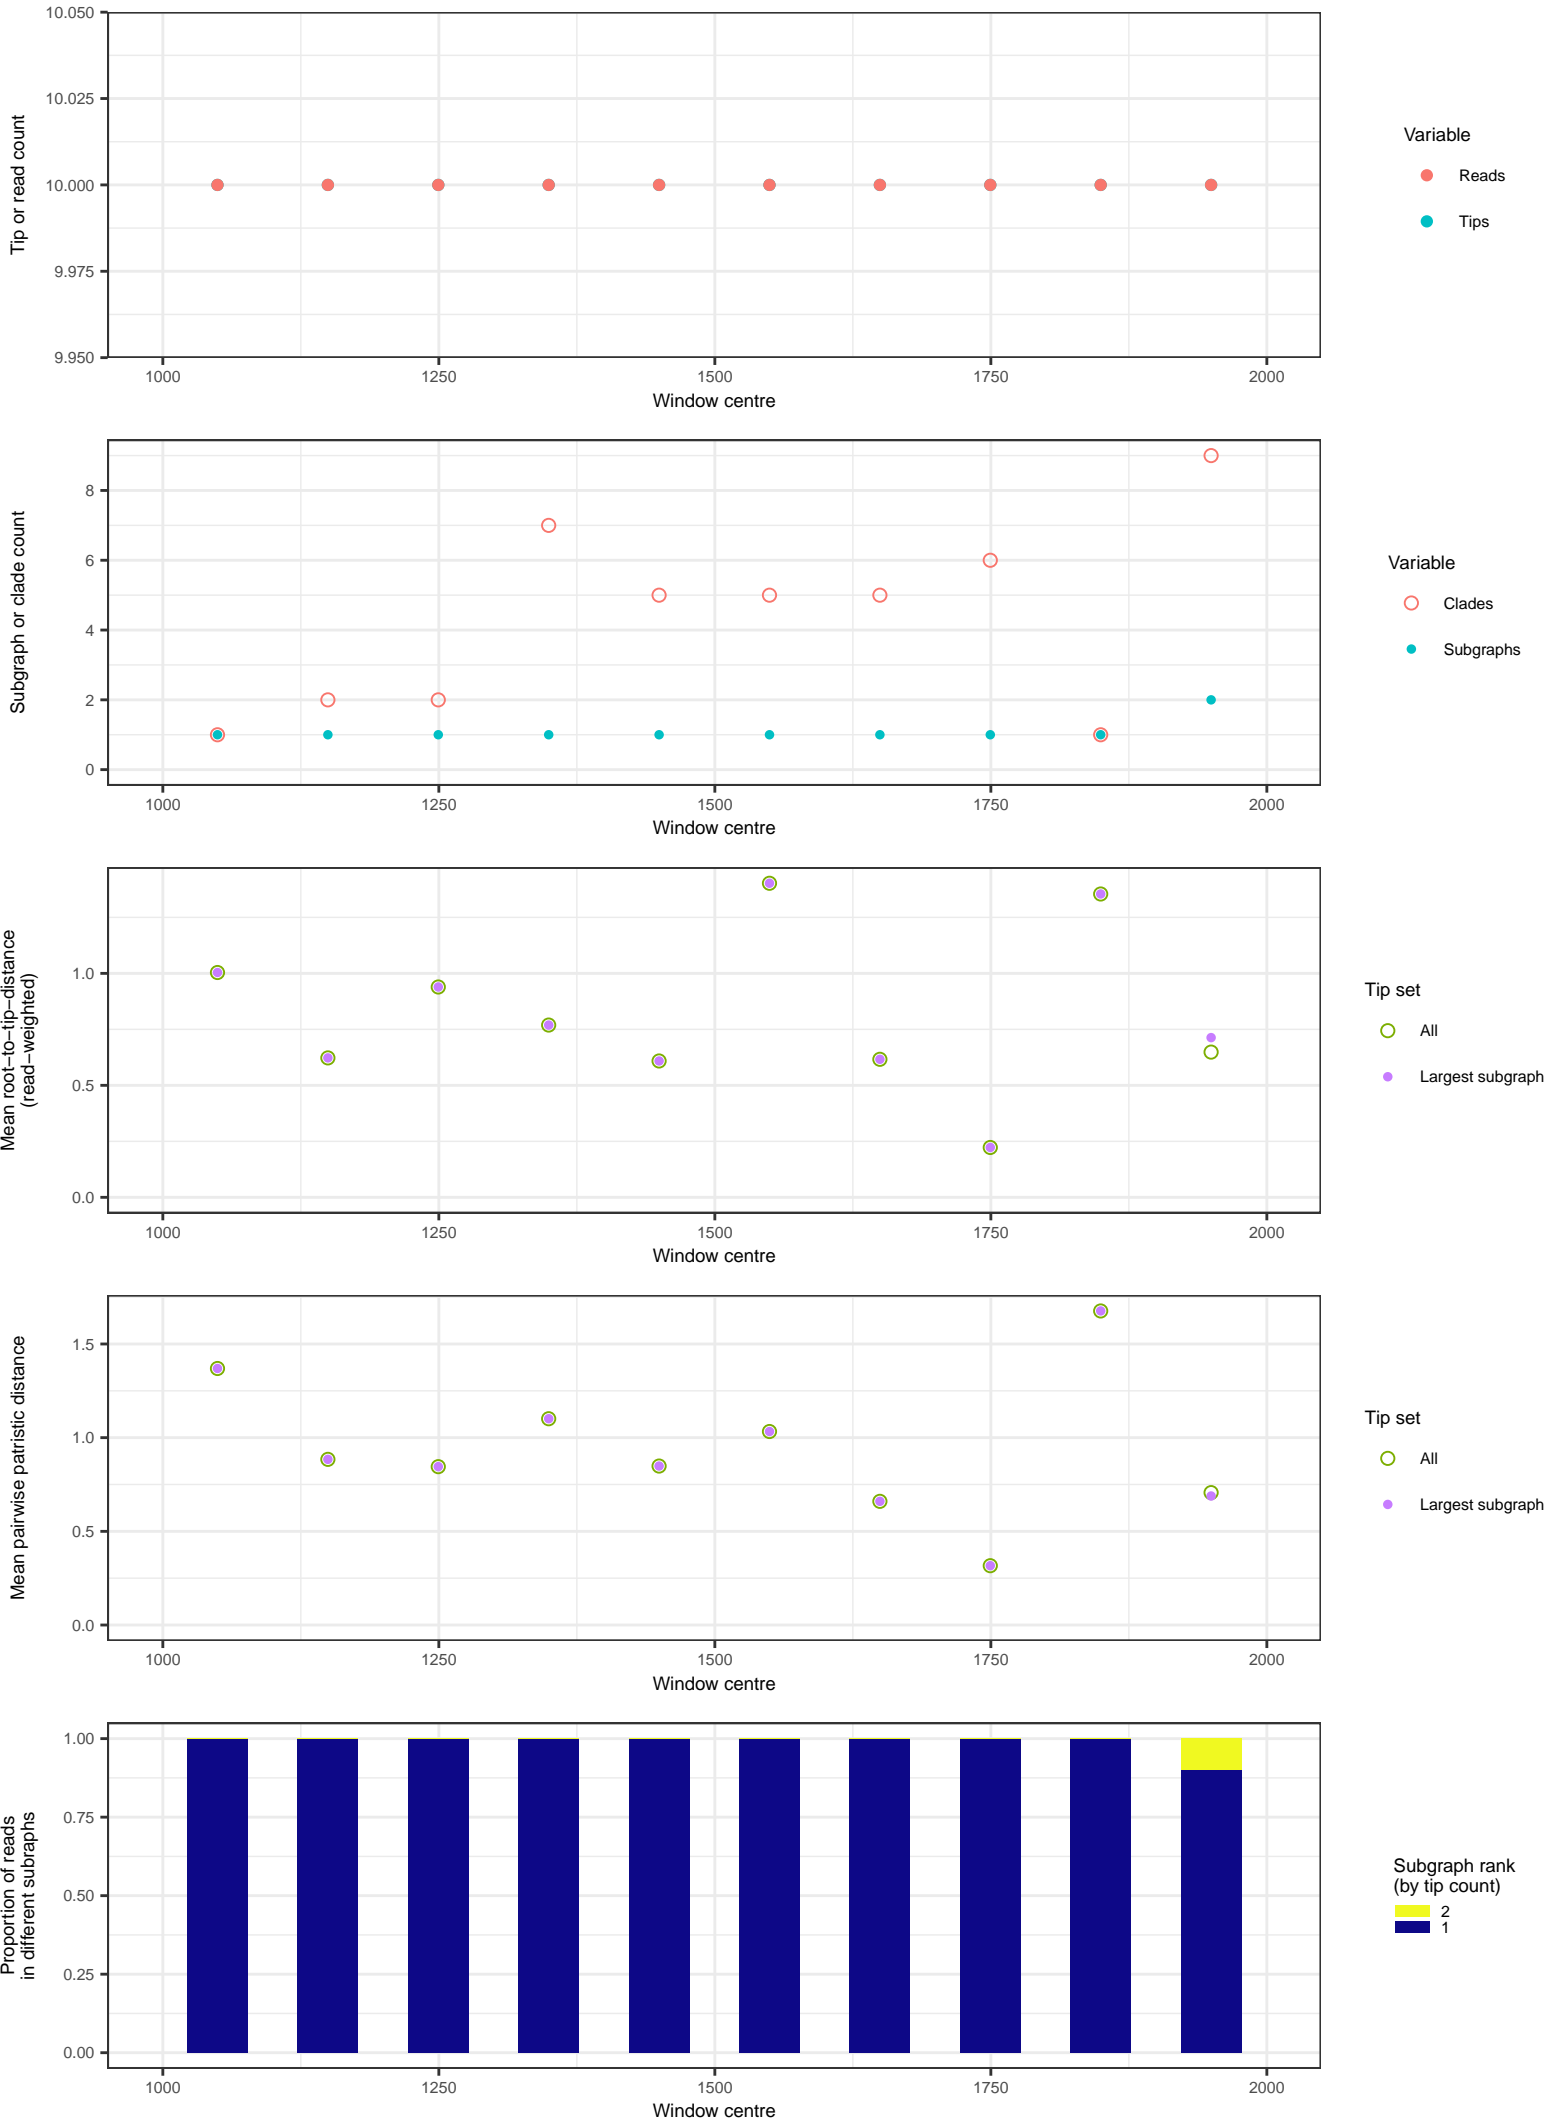 10.050
10.025
10.000
9.975
9.950
Tip or read count
1000 1250 1500 1750 2000
Window centre
Variable
Reads
Tips
8
6
4
2
0
Subgraph or clade count
1000 1250 1500 1750 2000
Window centre
Variable
Clades
Subgraphs
1.0
0.5
0.0
Mean root−to−tip−distance
(read−weighted)
1000 1250 1500 1750 2000
Window centre
Tip set
All
Largest subgraph
1.5
1.0
0.5
0.0
Mean pairwise patristic distance
1000 1250 1500 1750 2000
Window centre
Tip set
All
Largest subgraph
1.00
0.75
0.50
0.25
0.00
Proportion of reads
in different subraphs
1000 1250 1500 1750 2000
Window centre
Subgraph rank
(by tip count)
2
1